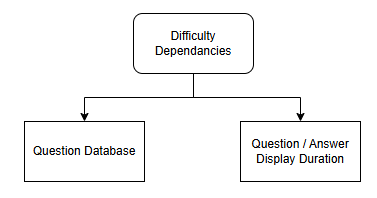 Difficulty
Dependancies
Question Database
Question / Answer
Display Duration